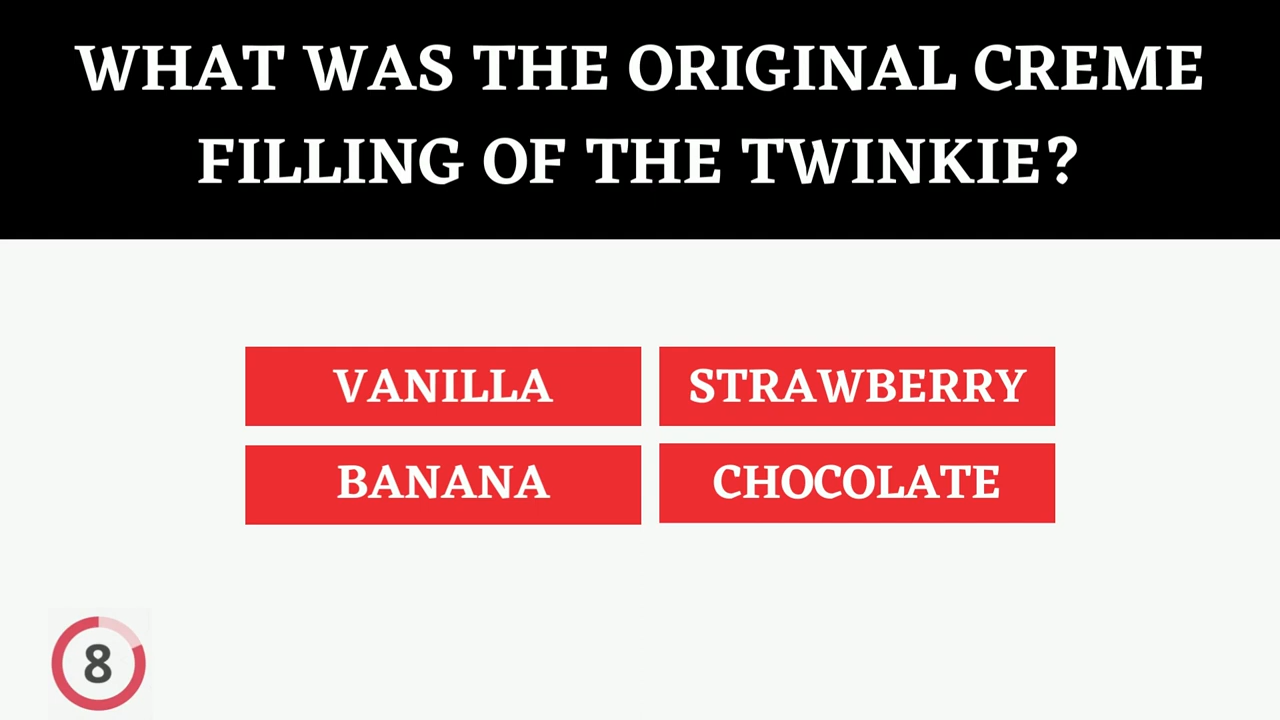 WHAT WAS THE ORIGINAL CREME
FILLING OF THE TWINKIE?
VANILLA
STRAWBERRY
BANANA
CHOCOLATE
8